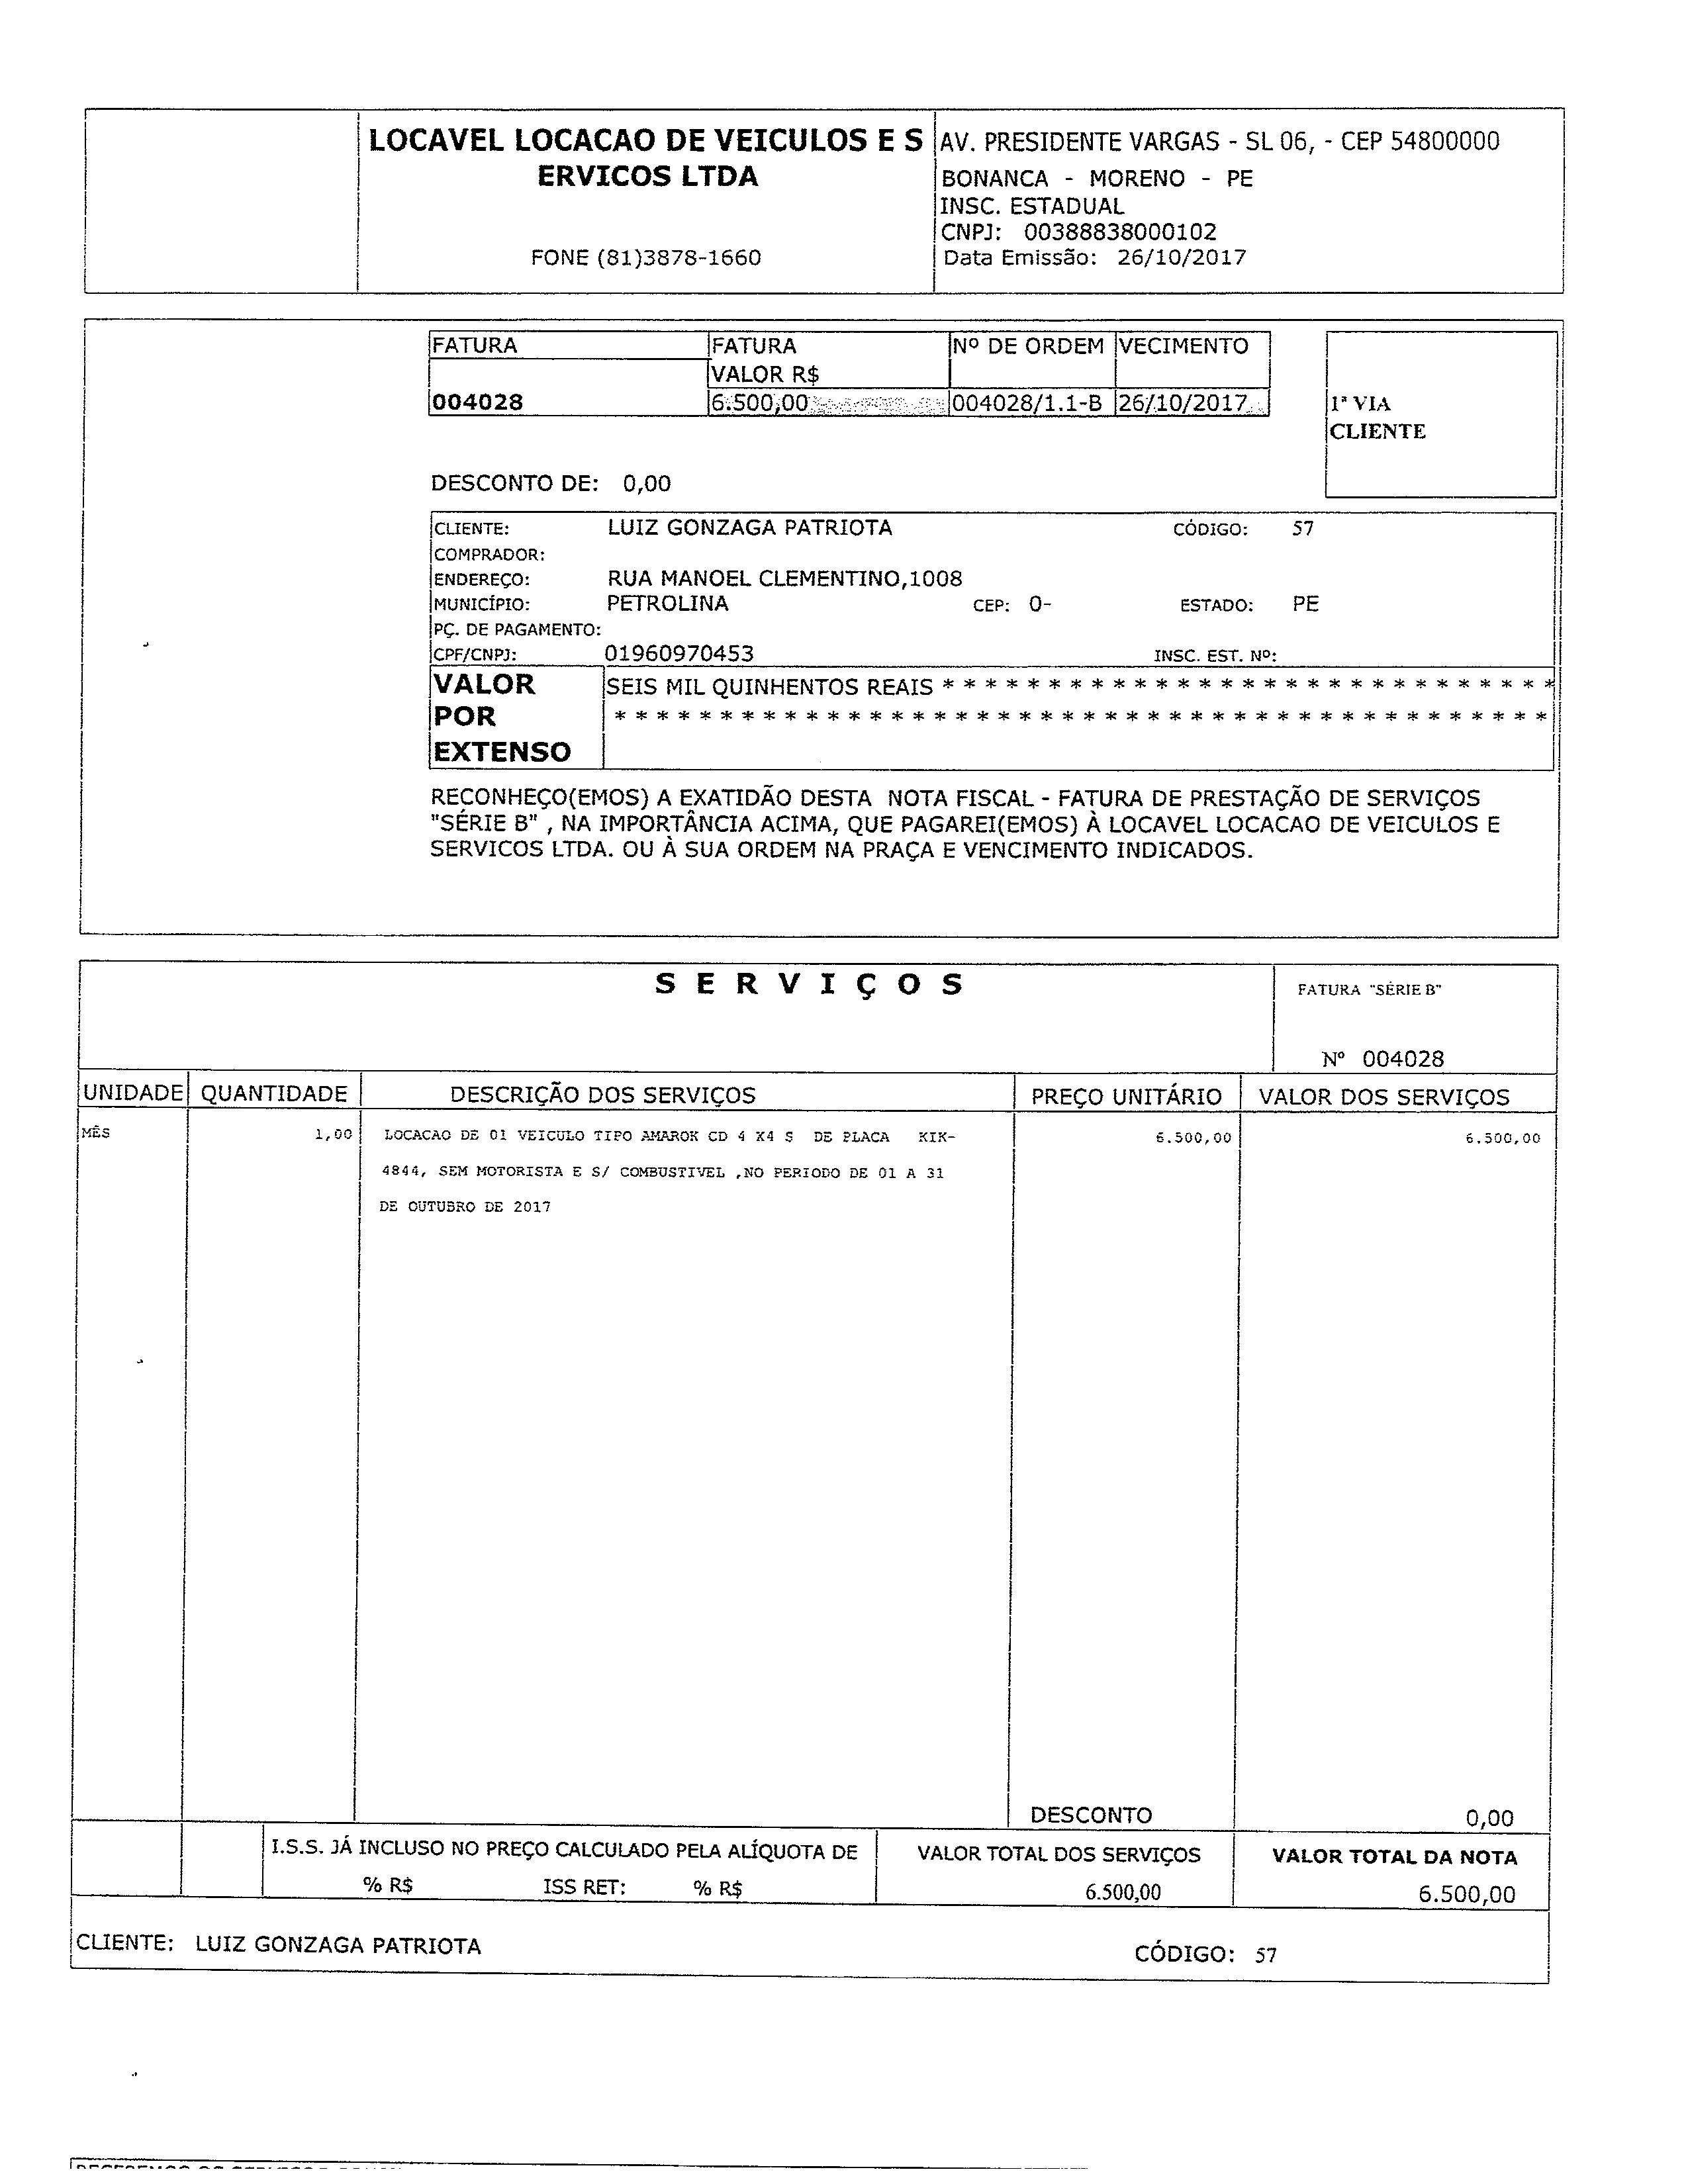 LOCAVEL LOCACAO DE VEICULOS E S
ERVICOS LTDA
FONE (81)3878-1660
AV. PRESIDENTE VARGAS - SL 06, - CEP 54800000
BONANCA - MORENO - PE
INSC. ESTADUAL
CNPJ: 00388838000102
Data Emissão: 26/10/2017
FATURA FATURA Nº DE ORDEM VECIMENTO
VALOR R$
004028 6.500,00 004028/1.1-B 26/10/2017
1ª VIA
CLIENTE
DESCONTO DE: 0,00
CLIENTE: LUIZ GONZAGA PATRIOTA CÓDIGO: 57
COMPRADOR:
ENDEREÇO: RUA MANOEL CLEMENTINO,1008
MUNICÍPIO: PETROLINA CEP: 0- ESTADO: PE
PÇ. DE PAGAMENTO:
CPF/CNPJ: 01960970453 INSC. EST. Nº:
VALOR
POR
EXTENSO
SEIS MIL QUINHENTOS REAIS * * * * * * * * * * * * * * * * * * * * * * * * * * * * *
* * * * * * * * * * * * * * * * * * * * * * * * * * * * * * * * * * * * * * * * * * * *
RECONHEÇO(EMOS) A EXATIDÃO DESTA NOTA FISCAL - FATURA DE PRESTAÇÃO DE SERVIÇOS
"SÉRIE B" , NA IMPORTÂNCIA ACIMA, QUE PAGAREI(EMOS) À LOCAVEL LOCACAO DE VEICULOS E
SERVICOS LTDA. OU À SUA ORDEM NA PRAÇA E VENCIMENTO INDICADOS.
S E R V I Ç O S
FATURA "SÉRIE B"
Nº 004028
UNIDADE QUANTIDADE DESCRIÇÃO DOS SERVIÇOS PREÇO UNITÁRIO VALOR DOS SERVIÇOS
MÊS 1,00 LOCACAO DE 01 VEICULO TIPO AMAROK CD 4 X4 S DE PLACA KIK- 6.500,00 6.500,00
4844, SEM MOTORISTA E S/ COMBUSTIVEL ,NO PERIODO DE 01 A 31
DE OUTUBRO DE 2017
DESCONTO 0,00
I.S.S. JÁ INCLUSO NO PREÇO CALCULADO PELA ALÍQUOTA DE VALOR TOTAL DOS SERVIÇOS VALOR TOTAL DA NOTA
% R$ ISS RET: % R$ 6.500,00 6.500,00
CLIENTE: LUIZ GONZAGA PATRIOTA CÓDIGO: 57